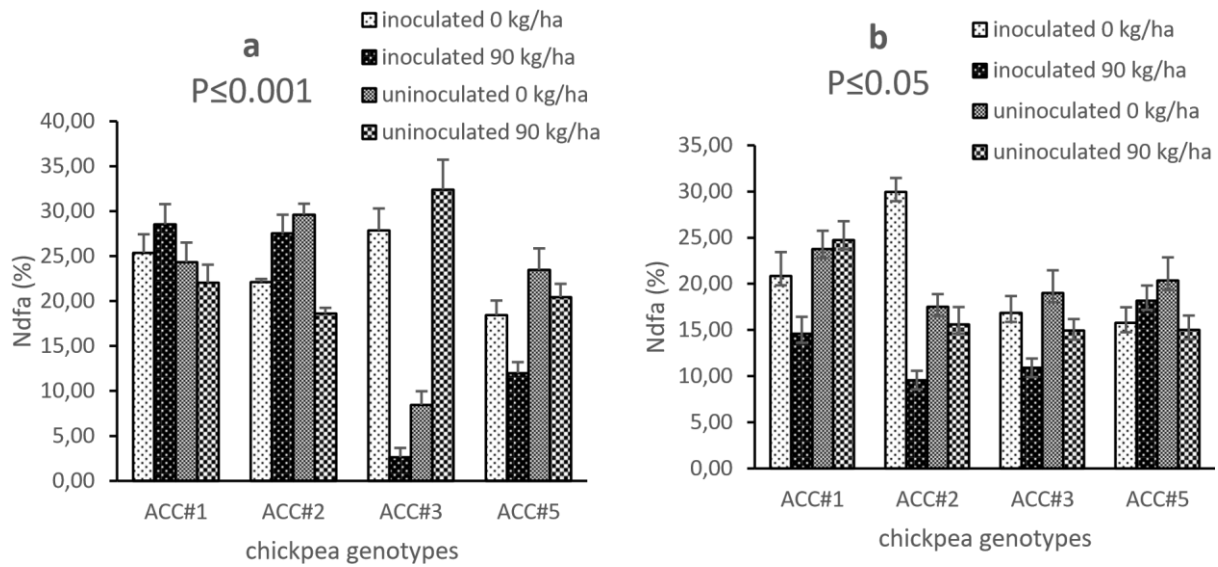 a
P≤0.001
inoculated 0 kg/ha
inoculated 90 kg/ha
uninoculated 0 kg/ha
uninoculated 90 kg/ha
Ndfa (%)
40,00
35,00
30,00
25,00
20,00
15,00
10,00
5,00
0,00
ACC#1 ACC#2 ACC#3 ACC#5
chickpea genotypes
b
P≤0.05
inoculated 0 kg/ha
inoculated 90 kg/ha
uninoculated 0 kg/ha
uninoculated 90 kg/ha
Ndfa (%)
35,00
30,00
25,00
20,00
15,00
10,00
5,00
0,00
ACC#1 ACC#2 ACC#3 ACC#5
chickpea genotypes